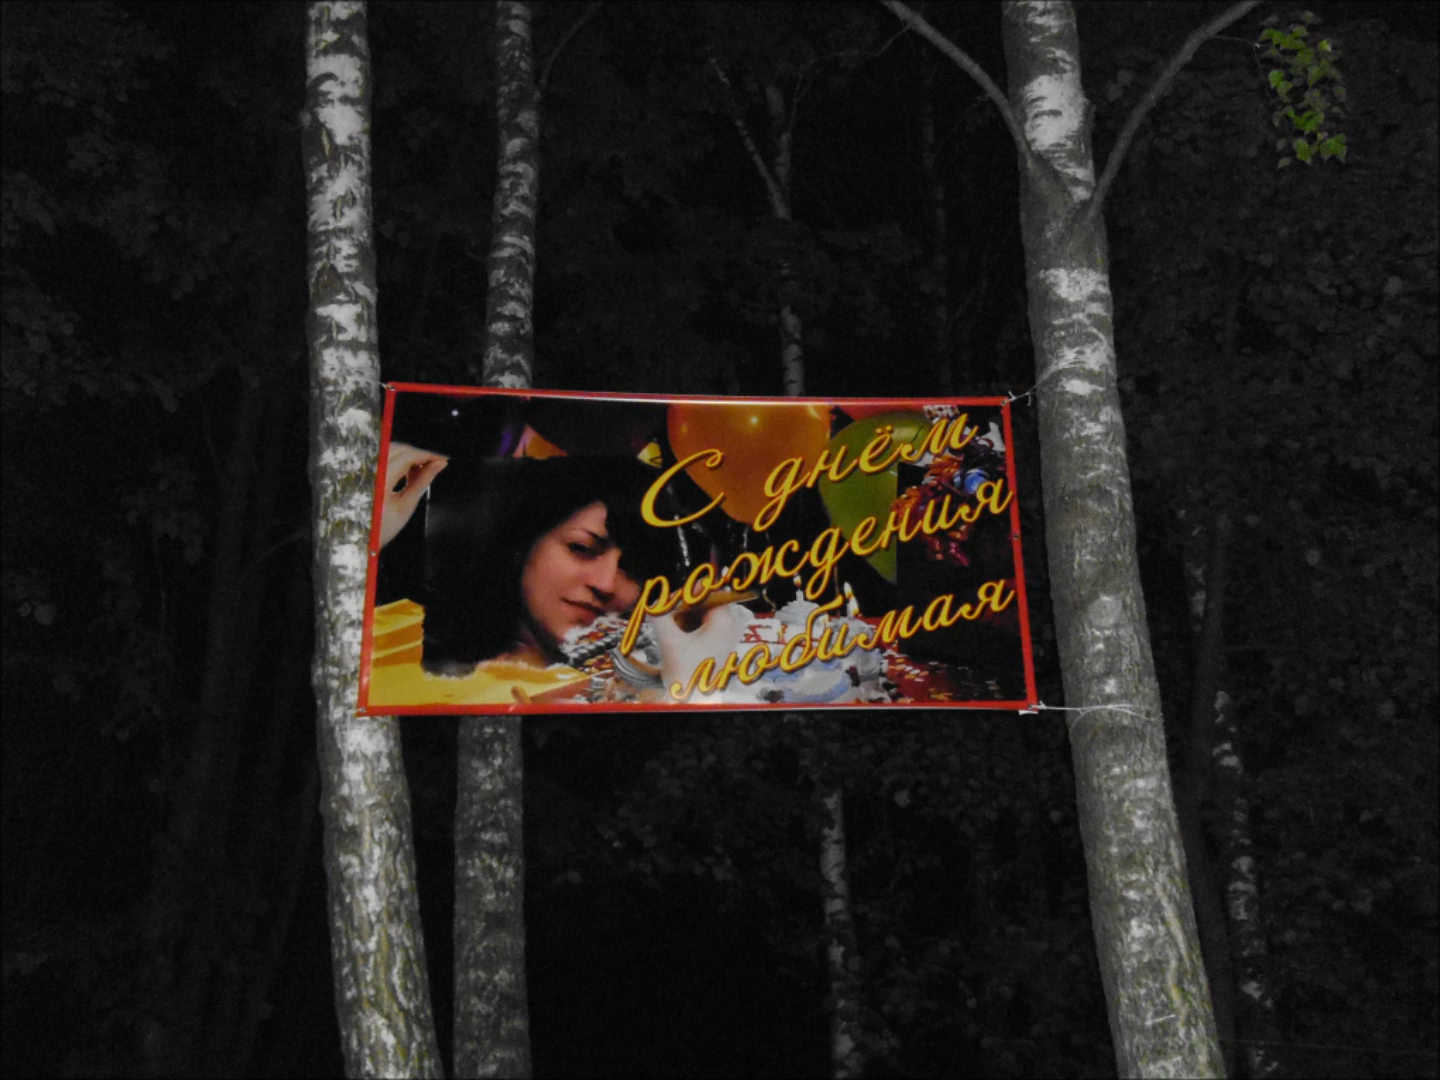 С днём
рождения
любимая